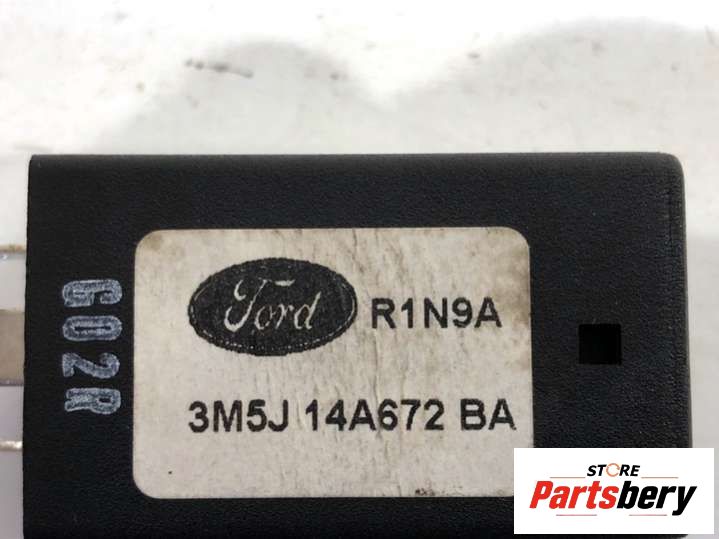 G02R
Ford R1N9A
3M5J 14A672 BA
STORE
Partsbery